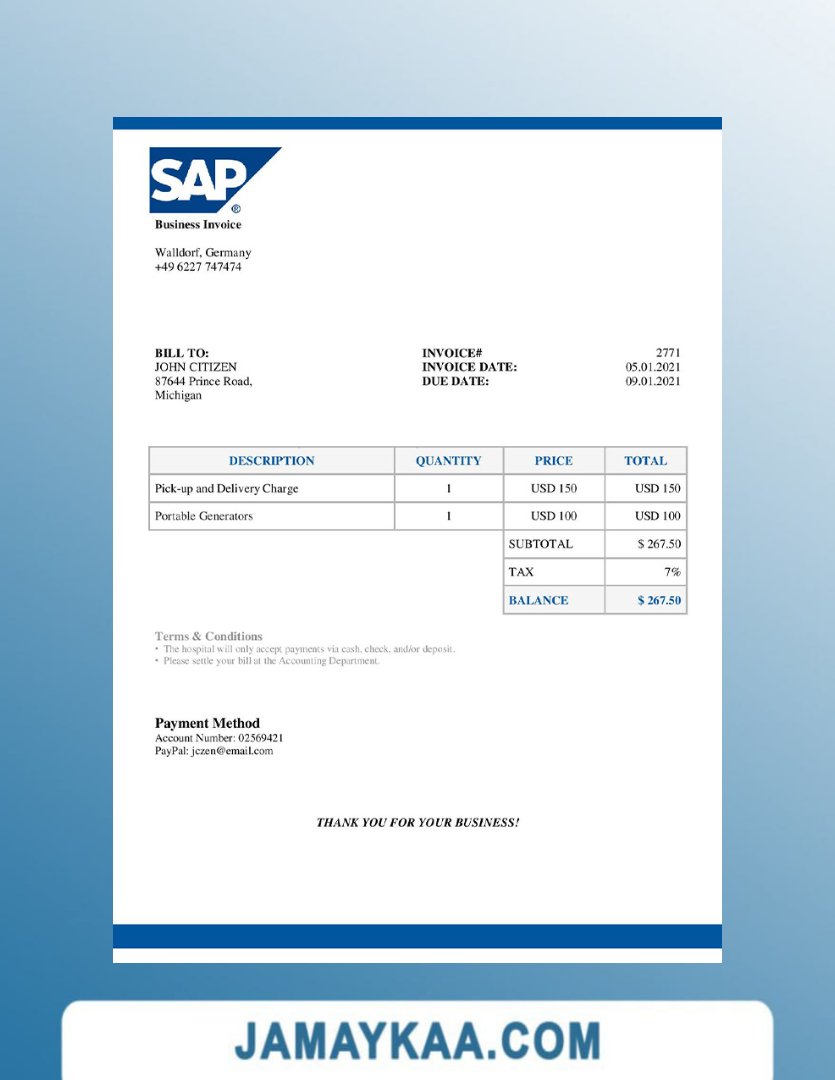 SAP
®
Business Invoice
Walldorf, Germany
+49 6227 747474
BILL TO:
JOHN CITIZEN
87644 Prince Road,
Michigan
INVOICE# 2771
INVOICE DATE: 05.01.2021
DUE DATE: 09.01.2021
DESCRIPTION QUANTITY PRICE TOTAL
Pick-up and Delivery Charge 1 USD 150 USD 150
Portable Generators 1 USD 100 USD 100
SUBTOTAL $ 267.50
TAX 7%
BALANCE $ 267.50
Terms & Conditions
• The hospital will only accept payments via cash, check, and/or deposit.
• Please settle your bill at the Accounting Department.
Payment Method
Account Number: 02569421
PayPal: jczen@email.com
THANK YOU FOR YOUR BUSINESS!
JAMAYKAA.COM